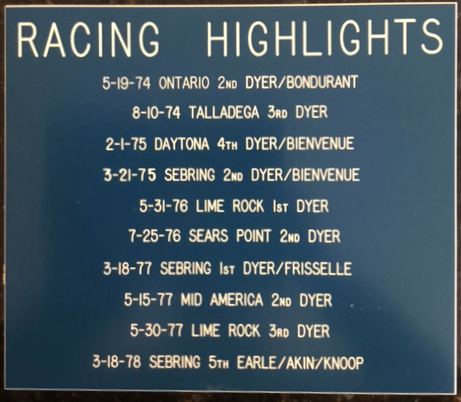 RACING HIGHLIGHTS
5-19-74 ONTARIO 2ND DYER/BONDURANT
8-10-74 TALLADEGA 3RD DYER
2-1-75 DAYTONA 4TH DYER/BIENVENUE
3-21-75 SEBRING 2ND DYER/BIENVENUE
5-31-76 LIME ROCK 1ST DYER
7-25-76 SEARS POINT 2ND DYER
3-18-77 SEBRING 1ST DYER/FRISSELLE
5-15-77 MID AMERICA 2ND DYER
5-30-77 LIME ROCK 3RD DYER
3-18-78 SEBRING 5TH EARLE/AKIN/KNOOP